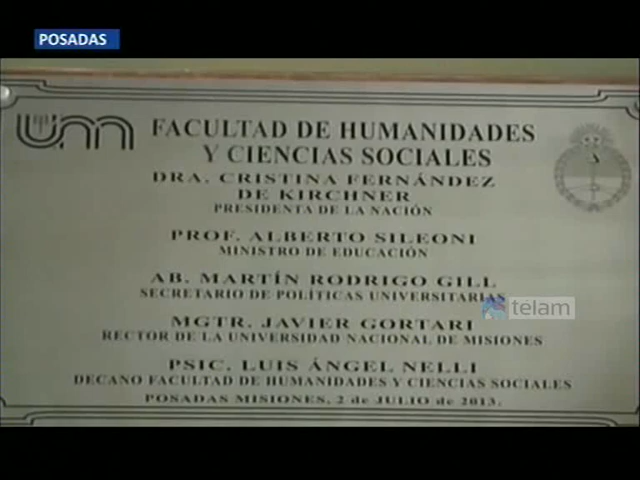 POSADAS
FACULTAD DE HUMANIDADES
Y CIENCIAS SOCIALES
DRA. CRISTINA FERNÁNDEZ
DE KIRCHNER
PRESIDENTA DE LA NACIÓN
PROF. ALBERTO SILEONI
MINISTRO DE EDUCACIÓN
AB. MARTÍN RODRIGO GILL
SECRETARIO DE POLÍTICAS UNIVERSITARIAS
telam
MGTR. JAVIER GORTARI
RECTOR DE LA UNIVERSIDAD NACIONAL DE MISIONES
PSIC. LUIS ÁNGEL NELLI
DECANO FACULTAD DE HUMANIDADES Y CIENCIAS SOCIALES
POSADAS MISIONES, 2 de JULIO de 2013.